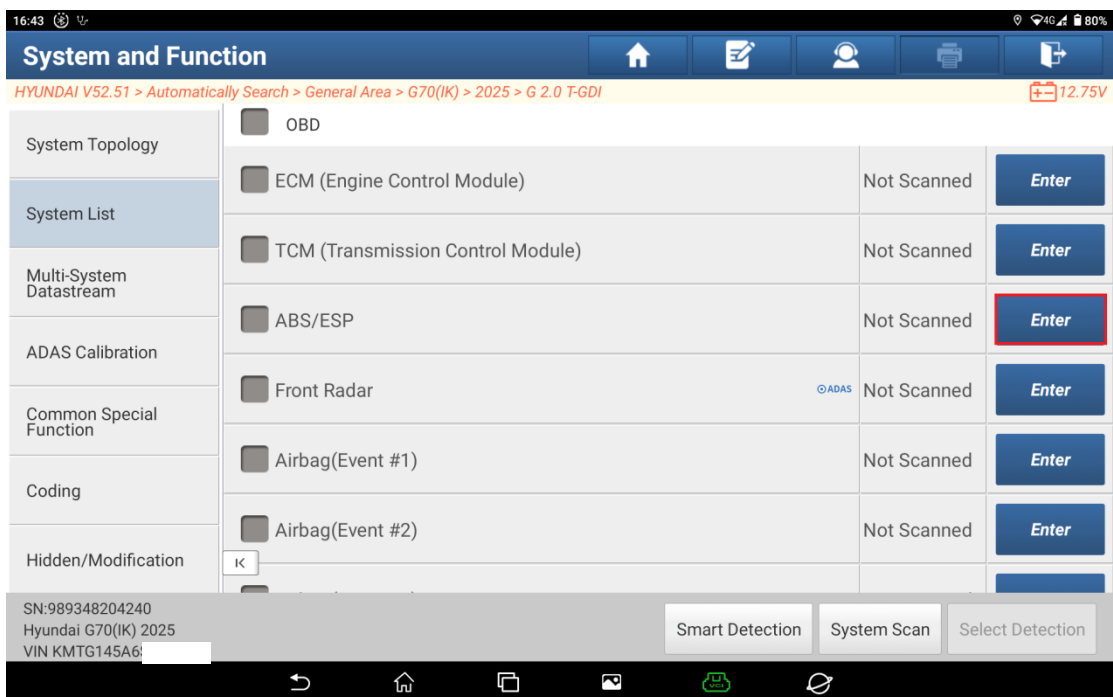 16:43
4G 80%
System and Function
HYUNDAI V52.51 > Automatically Search > General Area > G70(IK) > 2025 > G 2.0 T-GDI
12.75V
System Topology
System List
Multi-System
Datastream
ADAS Calibration
Common Special
Function
Coding
Hidden/Modification
OBD
ECM (Engine Control Module) Not Scanned Enter
TCM (Transmission Control Module) Not Scanned Enter
ABS/ESP Not Scanned Enter
Front Radar ADAS Not Scanned Enter
Airbag(Event #1) Not Scanned Enter
Airbag(Event #2) Not Scanned Enter
SN:989348204240
Hyundai G70(IK) 2025
VIN KMTG145A6
Smart Detection System Scan Select Detection
VCI